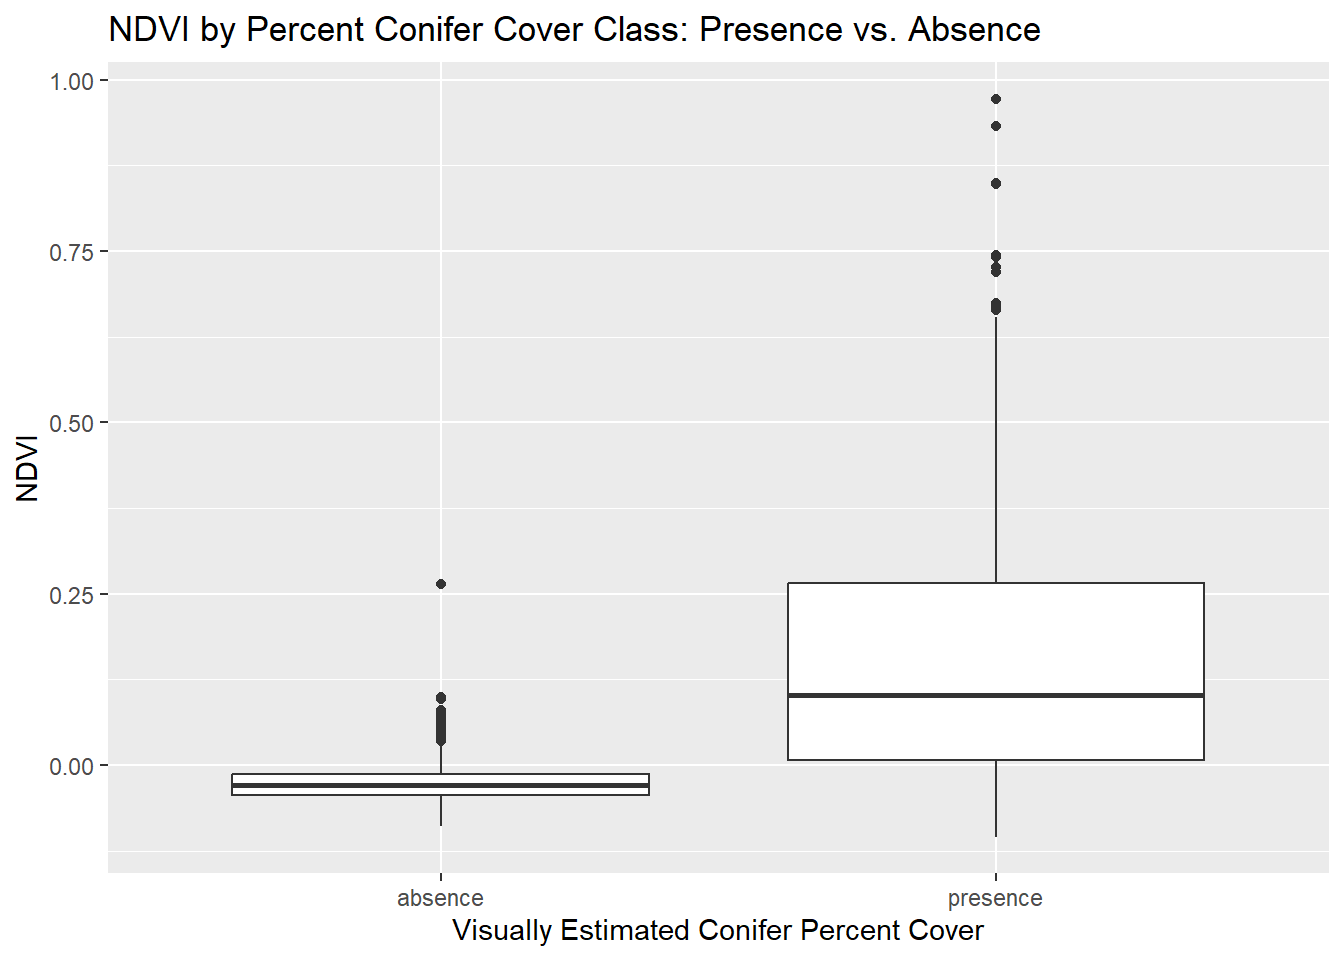 NDVI by Percent Conifer Cover Class: Presence vs. Absence
1.00
0.75
0.50
0.25
0.00
NDVI
absence presence
Visually Estimated Conifer Percent Cover